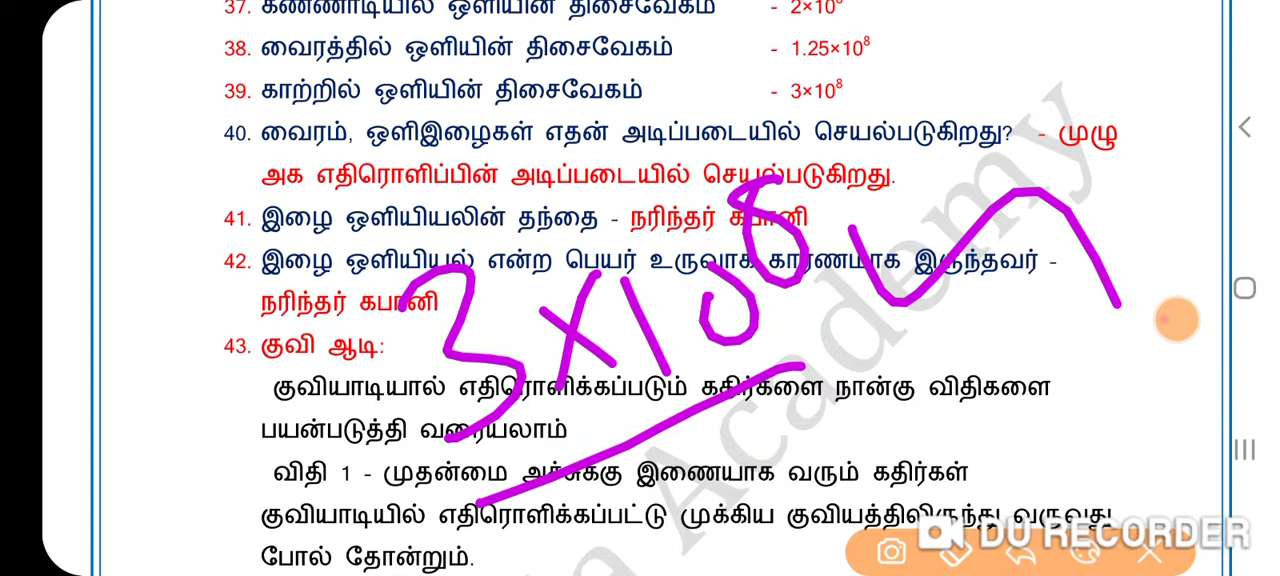 37. கண்ணாடியில் ஒளியின் திசைவேகம் - 2×10⁸
38. வைரத்தில் ஒளியின் திசைவேகம் - 1.25×10⁸
39. காற்றில் ஒளியின் திசைவேகம் - 3×10⁸
40. வைரம், ஒளிஇழைகள் எதன் அடிப்படையில் செயல்படுகிறது? - முழு
அக எதிரொளிப்பின் அடிப்படையில் செயல்படுகிறது.
41. இழை ஒளியியலின் தந்தை - நரிந்தர் கபானி
42. இழை ஒளியியல் என்ற பெயர் உருவாக காரணமாக இருந்தவர் -
நரிந்தர் கபானி
3×10⁸
43. குவி ஆடி:
குவியாடியால் எதிரொளிக்கப்படும் கதிர்களை நான்கு விதிகளை
பயன்படுத்தி வரையலாம்
விதி 1 - முதன்மை அச்சுக்கு இணையாக வரும் கதிர்கள்
குவியாடியில் எதிரொளிக்கப்பட்டு முக்கிய குவியத்திலிருந்து வருவது
போல் தோன்றும்.
a Academy
DU RECORDER